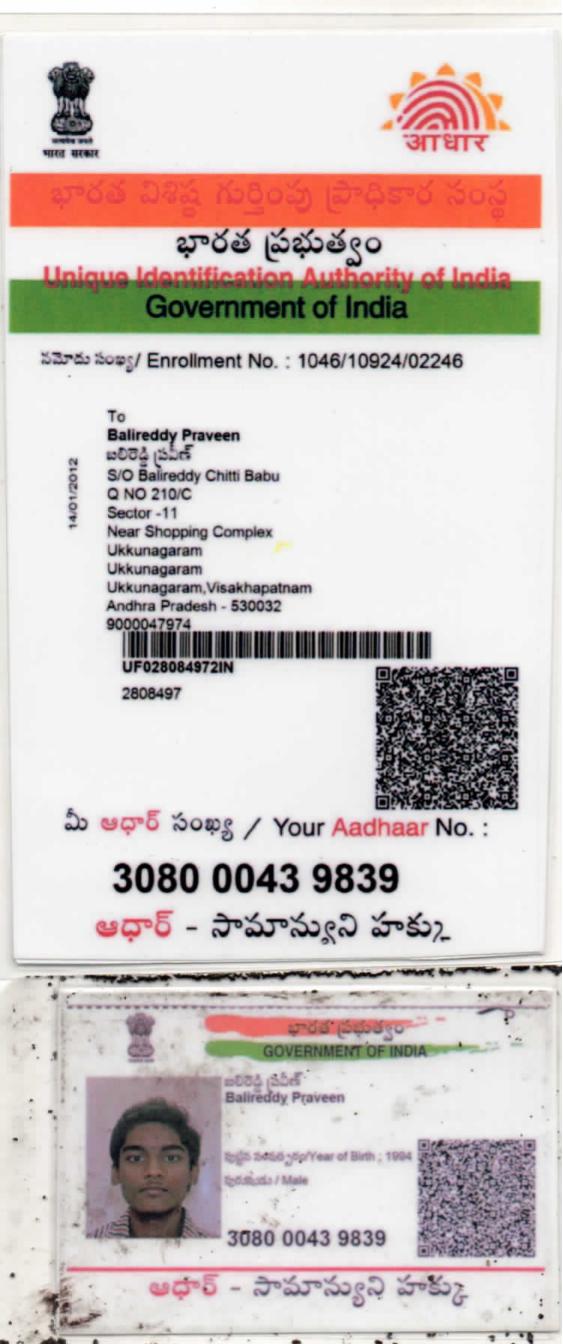 सत्यमेव जयते
भारत सरकार
आधार
భారత విశిష్ట గుర్తింపు ప్రాధికార సంస్థ
భారత ప్రభుత్వం
Unique Identification Authority of India
Government of India
నమోదు సంఖ్య/ Enrollment No. : 1046/10924/02246
14/01/2012
To
Balireddy Praveen
బలిరెడ్డి ప్రవీణ్
S/O Balireddy Chitti Babu
Q NO 210/C
Sector -11
Near Shopping Complex
Ukkunagaram
Ukkunagaram
Ukkunagaram,Visakhapatnam
Andhra Pradesh - 530032
9000047974
UF028084972IN
2808497
మీ ఆధార్ సంఖ్య / Your Aadhaar No. :
3080 0043 9839
ఆధార్ - సామాన్యుని హక్కు
భారత ప్రభుత్వం
GOVERNMENT OF INDIA
బలిరెడ్డి ప్రవీణ్
Balireddy Praveen
పుట్టిన సంవత్సరం/Year of Birth : 1994
పురుషుడు / Male
3080 0043 9839
ఆధార్ - సామాన్యుని హక్కు